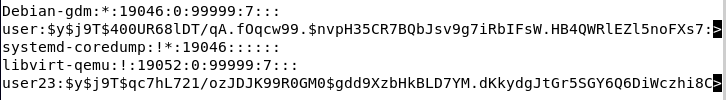 Debian-gdm:*:19046:0:99999:7:::
user:$y$j9T$400UR68lDT/qA.fOqcw99.$nvpH35CR7BQbJsv9g7iRbIFsW.HB4QWRlEZl5noFXs7:>
systemd-coredump:!*:19046::::::
libvirt-qemu:!:19052:0:99999:7:::
user23:$y$j9T$qc7hL721/ozJDJK99R0GM0$gdd9XzbHkBLD7YM.dKkydgJtGr5SGY6Q6DiWczhi8C>